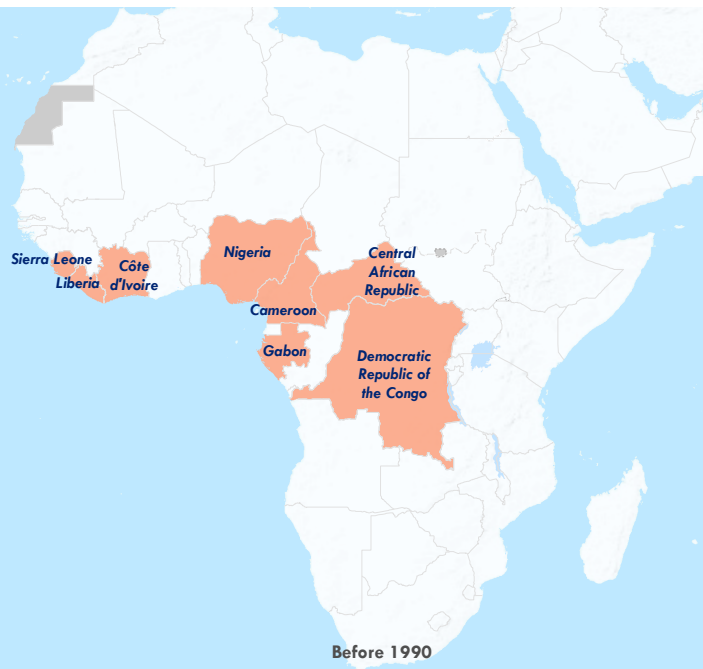 Sierra Leone
Liberia
Côte
d'Ivoire
Nigeria
Cameroon
Gabon
Central
African
Republic
Democratic
Republic of
the Congo
Before 1990